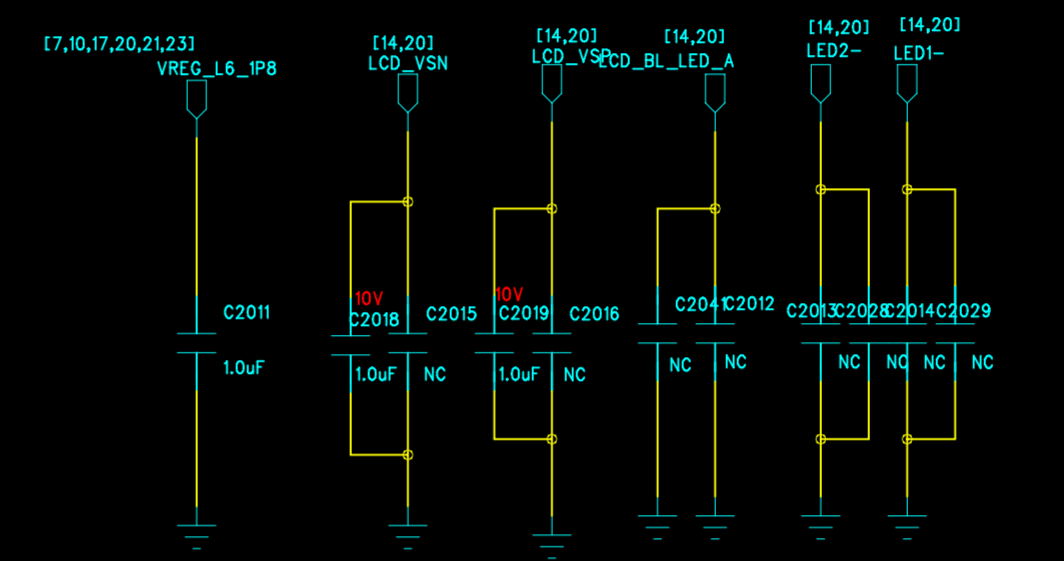 [7,10,17,20,21,23]
VREG_L6_1P8
[14,20]
LCD_VSN
[14,20]
LCD_VSP
[14,20]
LCD_BL_LED_A
[14,20]
LED2-
[14,20]
LED1-
C2011
1.0uF
10V
C2018
1.0uF
C2015
NC
10V
C2019
1.0uF
C2016
NC
C2041
NC
C2012
NC
C2013
NC
C2028
NC
C2014
NC
C2029
NC